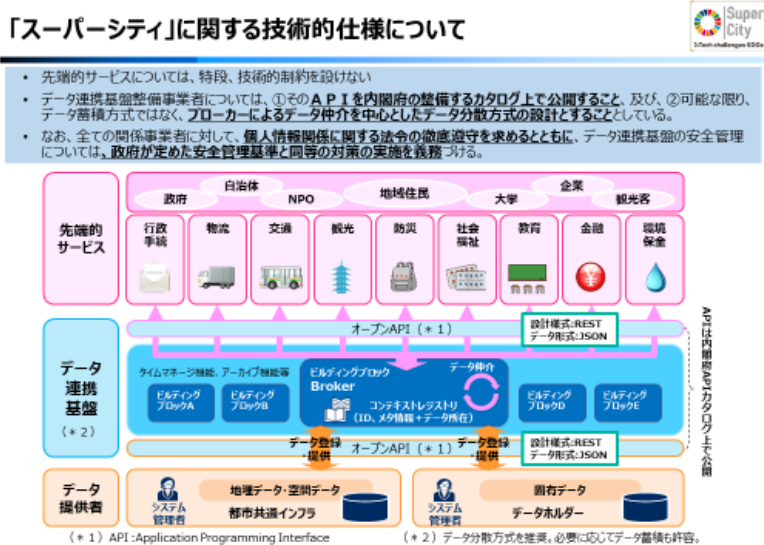 「スーパーシティ」に関する技術的仕様について
Super
City
J-Tech challenges SDGs
• 先端的サービスについては、特段、技術的制約を設けない
• データ連携基盤整備事業者については、①そのＡＰＩを内閣府の整備するカタログ上で公開すること、及び、②可能な限り、
データ蓄積方式ではなく、ブローカーによるデータ仲介を中心としたデータ分散方式の設計とすることとしている。
• なお、全ての関係事業者に対して、個人情報関係に関する法令の徹底遵守を求めるとともに、データ連携基盤の安全管理
については、政府が定めた安全管理基準と同等の対策の実施を義務づける。
先端的
サービス
政府
自治体
NPO
地域住民
大学
企業
観光客
行政
手続
物流
交通
観光
防災
社会
福祉
教育
金融
環境
保全
オープンAPI（＊1）
設計様式:REST
データ形式:JSON
APIは内閣府APIカタログ上で公開
データ
連携
基盤
（＊2）
タイムマネージ機能、アーカイブ機能等
ビルディング
ブロックA
ビルディング
ブロックB
ビルディングブロック
Broker
データ仲介
コンテキストレジストリ
（ID、メタ情報＋データ所在）
ビルディング
ブロックD
ビルディング
ブロックE
データ登録
・提供
オープンAPI（＊1）
データ登録
・提供
設計様式:REST
データ形式:JSON
データ
提供者
システム
管理者
地理データ・空間データ
都市共通インフラ
システム
管理者
固有データ
データホルダー
（＊1）API :Application Programming Interface
（＊2）データ分散方式を推奨。必要に応じてデータ蓄積も許容。